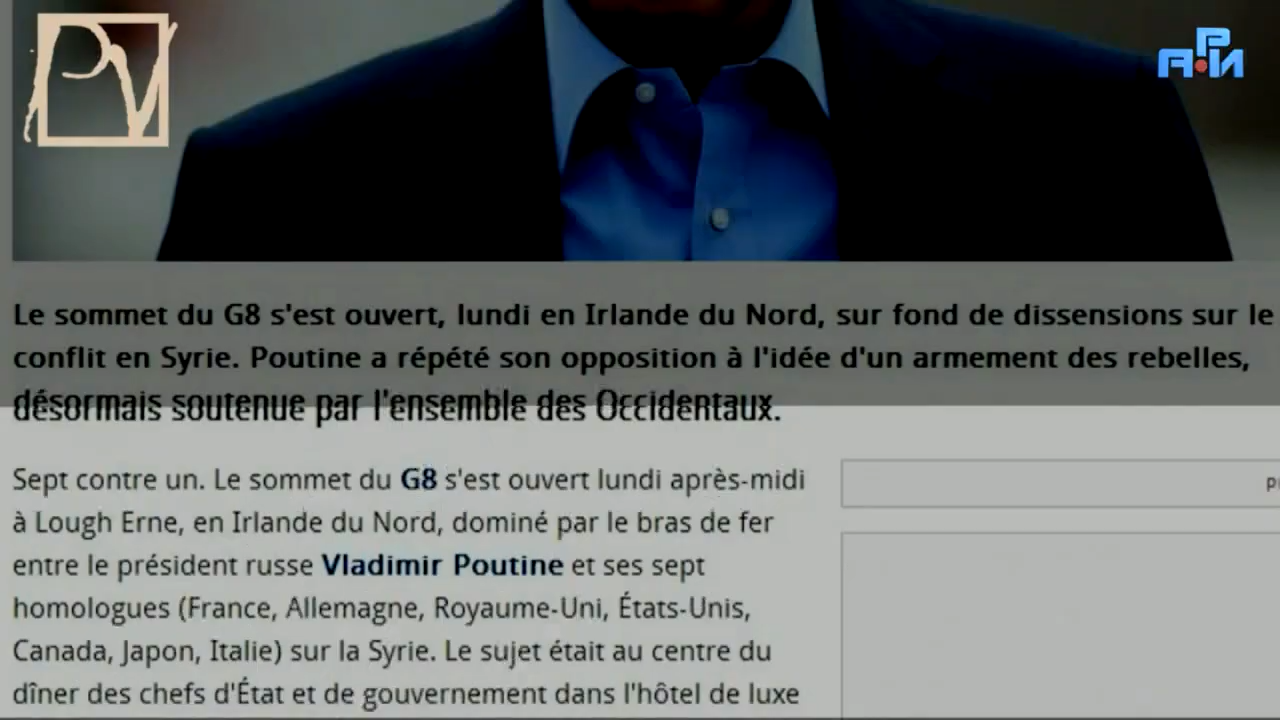 PV
АРИ
Le sommet du G8 s'est ouvert, lundi en Irlande du Nord, sur fond de dissensions sur le
conflit en Syrie. Poutine a répété son opposition à l'idée d'un armement des rebelles,
désormais soutenue par l'ensemble des Occidentaux.
Sept contre un. Le sommet du G8 s'est ouvert lundi après-midi
à Lough Erne, en Irlande du Nord, dominé par le bras de fer
entre le président russe Vladimir Poutine et ses sept
homologues (France, Allemagne, Royaume-Uni, États-Unis,
Canada, Japon, Italie) sur la Syrie. Le sujet était au centre du
dîner des chefs d'État et de gouvernement dans l'hôtel de luxe